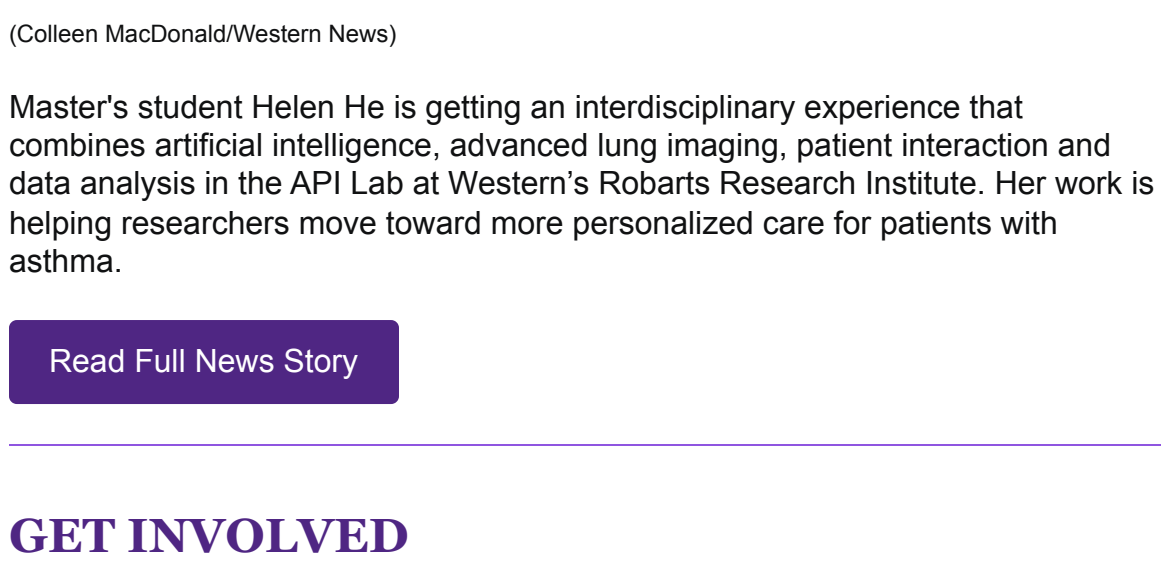 (Colleen MacDonald/Western News)
Master's student Helen He is getting an interdisciplinary experience that
combines artificial intelligence, advanced lung imaging, patient interaction and
data analysis in the API Lab at Western’s Robarts Research Institute. Her work is
helping researchers move toward more personalized care for patients with
asthma.
Read Full News Story
GET INVOLVED